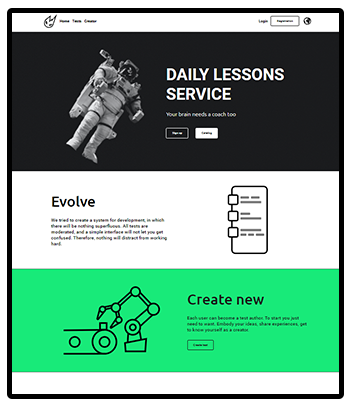 Home Tests Creator Login Registration
DAILY LESSONS
SERVICE
Your brain needs a coach too
Sign up Catalog
Evolve
We tried to create a system for development, in which
there will be nothing superfluous. All tests are
moderated, and a simple interface will not let you get
confused. Therefore, nothing will distract from working
hard.
Create new
Each user can become a test author. To start you just
need to want. Embody your ideas, share experiences, get
to know yourself as a creator
Create test